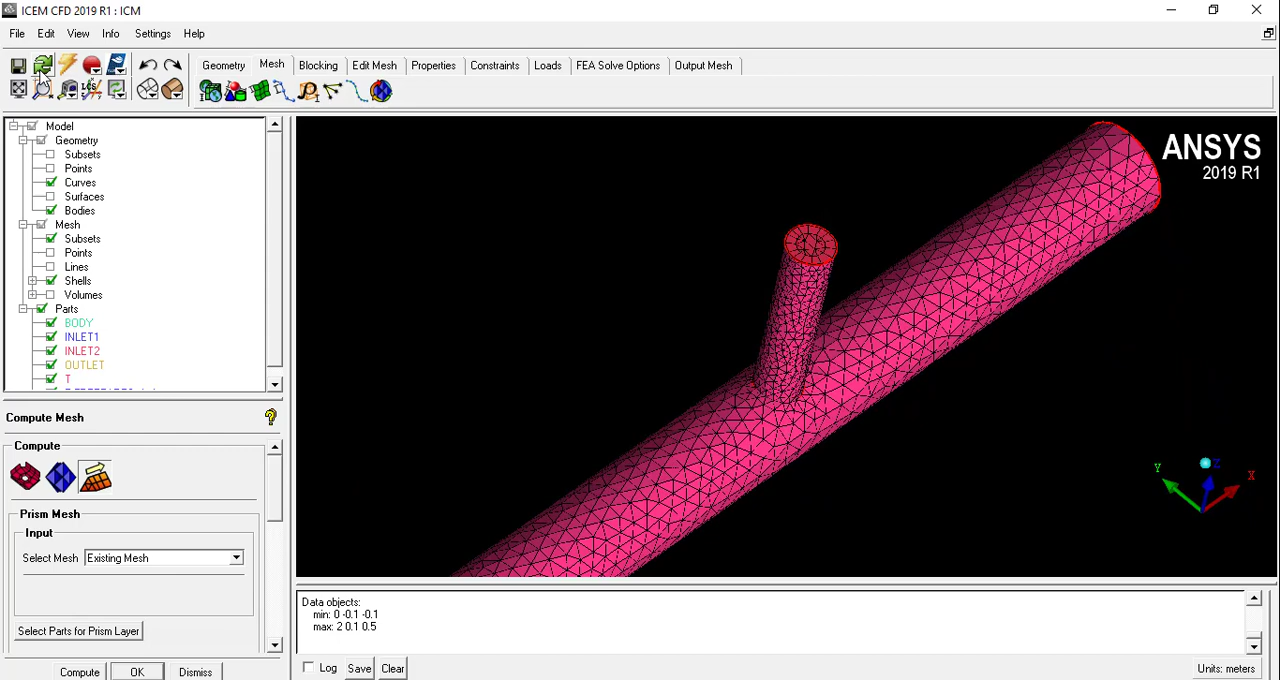 ICEM CFD 2019 R1 : ICM
File Edit View Info Settings Help
Geometry Mesh Blocking Edit Mesh Properties Constraints Loads FEA Solve Options Output Mesh
LCS
Model
Geometry
Subsets
Points
Curves
Surfaces
Bodies
Mesh
Subsets
Points
Lines
Shells
Volumes
Parts
BODY
INLET1
INLET2
OUTLET
T
ANSYS
2019 R1
Y Z X
Compute Mesh
?
Compute
Prism Mesh
Input
Select Mesh Existing Mesh
Select Parts for Prism Layer
Compute OK Dismiss
Data objects:
min: 0 -0.1 -0.1
max: 2 0.1 0.5
Log Save Clear
Units: meters